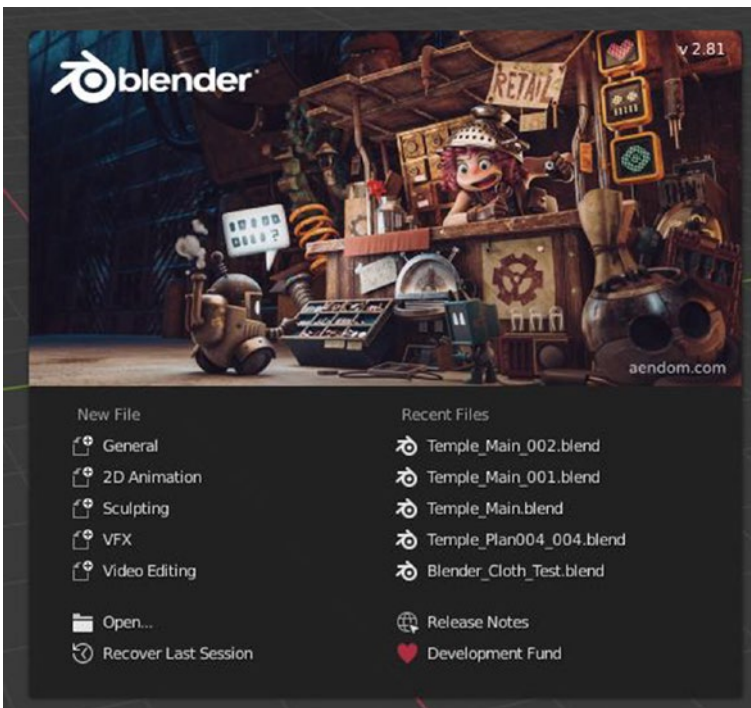 blender
v 2.81
RETAIL
aendom.com
New File
General
2D Animation
Sculpting
VFX
Video Editing
Open...
Recover Last Session
Recent Files
Temple_Main_002.blend
Temple_Main_001.blend
Temple_Main.blend
Temple_Plan004_004.blend
Blender_Cloth_Test.blend
Release Notes
Development Fund